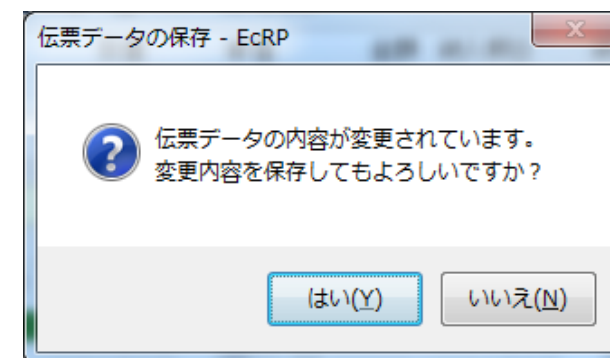 伝票データの保存 - EcRP
伝票データの内容が変更されています。
変更内容を保存してもよろしいですか？
はい(Y)
いいえ(N)